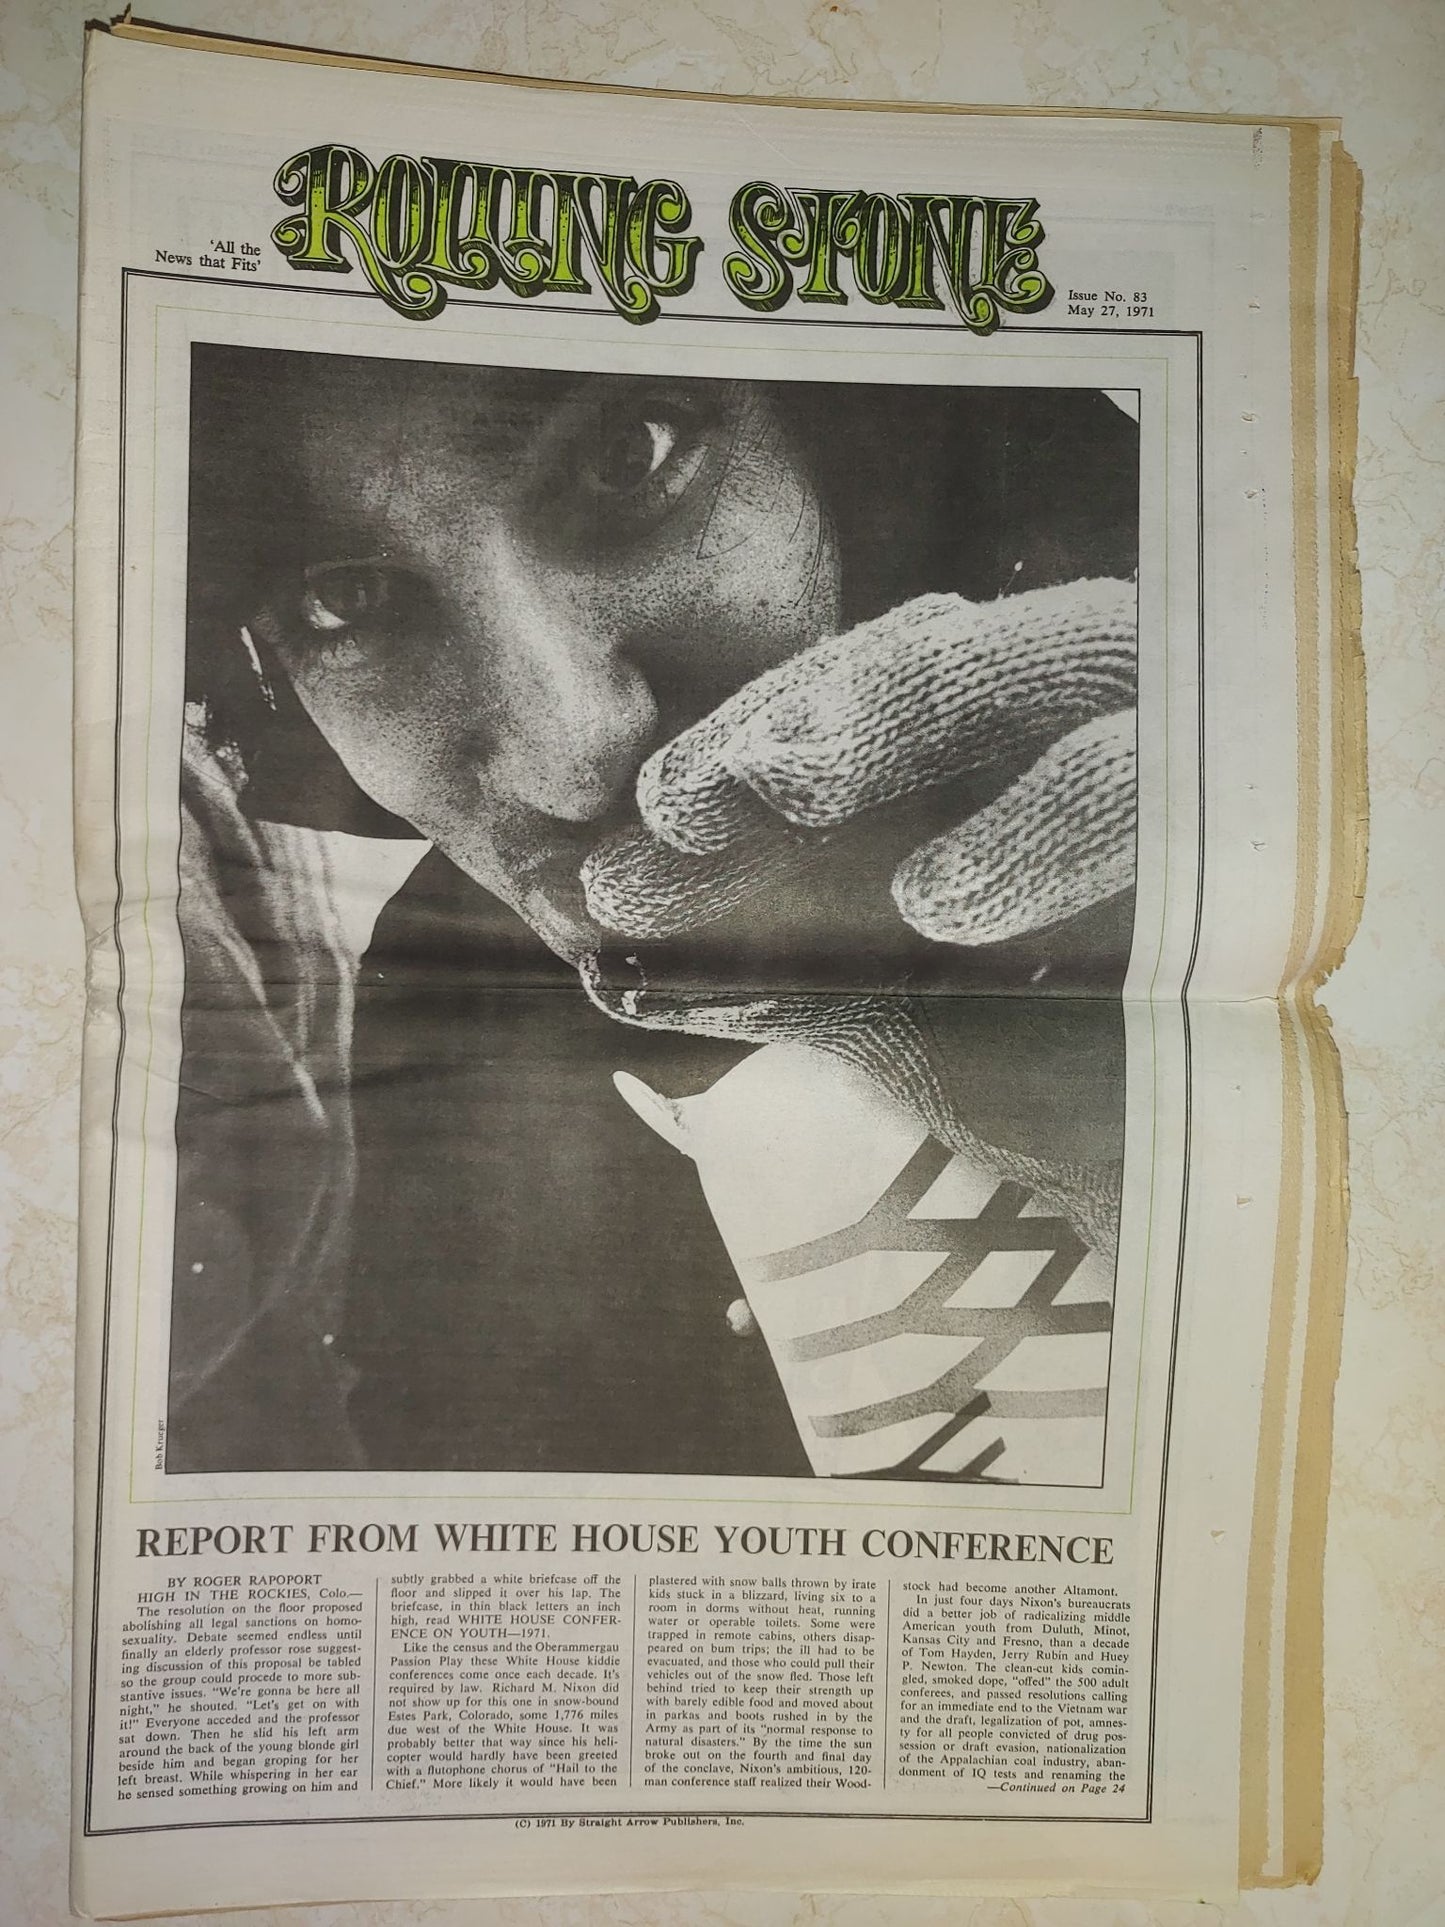 'All the
News that Fits'
ROLLING STONE
Issue No. 83
May 27, 1971
Bob Krueger
REPORT FROM WHITE HOUSE YOUTH CONFERENCE
BY ROGER RAPOPORT
HIGH IN THE ROCKIES, Colo.—
The resolution on the floor proposed
abolishing all legal sanctions on homo-
sexuality. Debate seemed endless until
finally an elderly professor rose suggest-
ing discussion of this proposal be tabled
so the group could procede to more sub-
stantive issues. "We're gonna be here all
night," he shouted. "Let's get on with
it!" Everyone acceded and the professor
sat down. Then he slid his left arm
around the back of the young blonde girl
beside him and began groping for her
left breast. While whispering in her ear
he sensed something growing on him and
subtly grabbed a white briefcase off the
floor and slipped it over his lap. The
briefcase, in thin black letters an inch
high, read WHITE HOUSE CONFER-
ENCE ON YOUTH—1971.
Like the census and the Oberammergau
Passion Play these White House kiddie
conferences come once each decade. It's
required by law. Richard M. Nixon did
not show up for this one in snow-bound
Estes Park, Colorado, some 1,776 miles
due west of the White House. It was
probably better that way since his heli-
copter would hardly have been greeted
with a flutophone chorus of "Hail to the
Chief." More likely it would have been
plastered with snow balls thrown by irate
kids stuck in a blizzard, living six to a
room in dorms without heat, running
water or operable toilets. Some were
trapped in remote cabins, others disap-
peared on bum trips; the ill had to be
evacuated, and those who could pull their
vehicles out of the snow fled. Those left
behind tried to keep their strength up
with barely edible food and moved about
in parkas and boots rushed in by the
Army as part of its "normal response to
natural disasters." By the time the sun
broke out on the fourth and final day
of the conclave, Nixon's ambitious, 120-
man conference staff realized their Wood-
stock had become another Altamont.
In just four days Nixon's bureaucrats
did a better job of radicalizing middle
American youth from Duluth, Minot,
Kansas City and Fresno, than a decade
of Tom Hayden, Jerry Rubin and Huey
P. Newton. The clean-cut kids comin-
gled, smoked dope, "offed" the 500 adult
conferees, and passed resolutions calling
for an immediate end to the Vietnam war
and the draft, legalization of pot, amnes-
ty for all people convicted of drug pos-
session or draft evasion, nationalization
of the Appalachian coal industry, aban-
donment of IQ tests and renaming the
—Continued on Page 24
(C) 1971 By Straight Arrow Publishers, Inc.